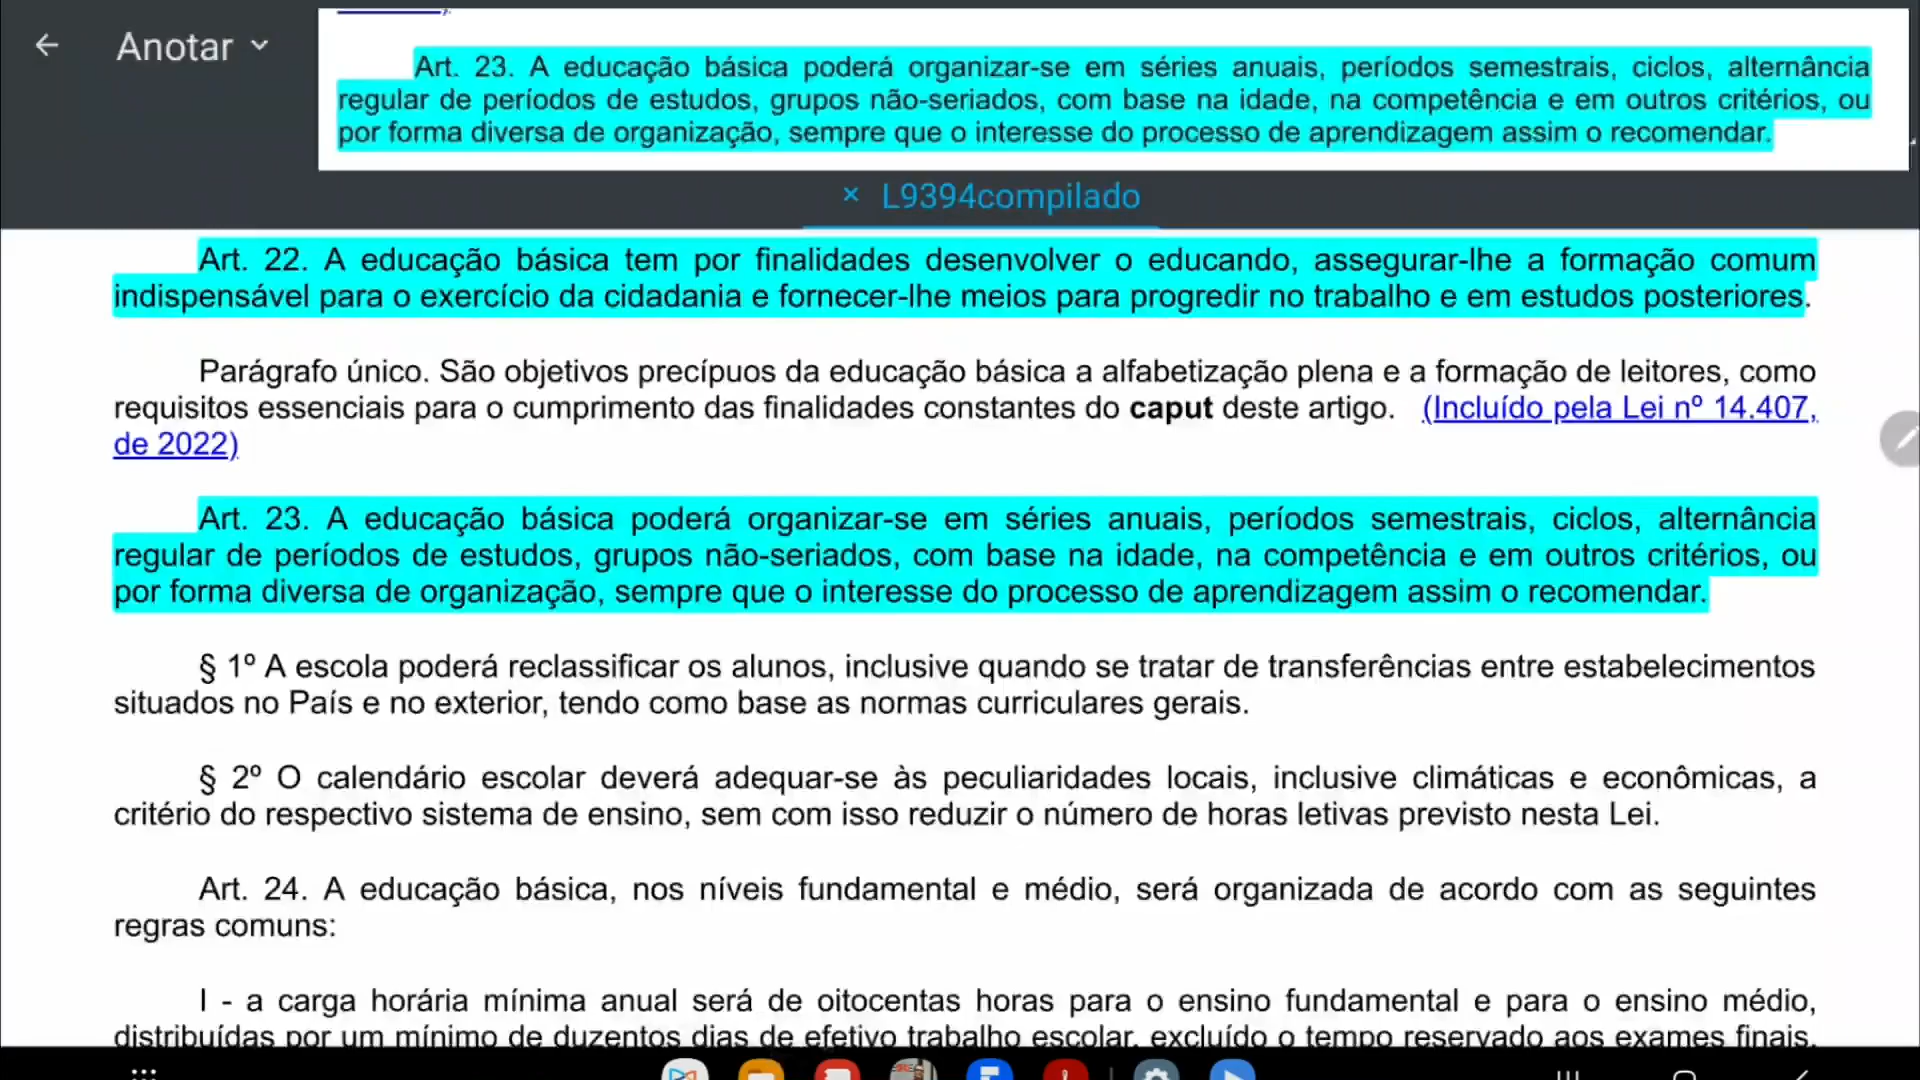 Anotar
Art. 23. A educação básica poderá organizar-se em séries anuais, períodos semestrais, ciclos, alternância
regular de períodos de estudos, grupos não-seriados, com base na idade, na competência e em outros critérios, ou
por forma diversa de organização, sempre que o interesse do processo de aprendizagem assim o recomendar.
× L9394compilado
Art. 22. A educação básica tem por finalidades desenvolver o educando, assegurar-lhe a formação comum
indispensável para o exercício da cidadania e fornecer-lhe meios para progredir no trabalho e em estudos posteriores.
Parágrafo único. São objetivos precípuos da educação básica a alfabetização plena e a formação de leitores, como
requisitos essenciais para o cumprimento das finalidades constantes do caput deste artigo. (Incluído pela Lei nº 14.407,
de 2022)
Art. 23. A educação básica poderá organizar-se em séries anuais, períodos semestrais, ciclos, alternância
regular de períodos de estudos, grupos não-seriados, com base na idade, na competência e em outros critérios, ou
por forma diversa de organização, sempre que o interesse do processo de aprendizagem assim o recomendar.
§ 1º A escola poderá reclassificar os alunos, inclusive quando se tratar de transferências entre estabelecimentos
situados no País e no exterior, tendo como base as normas curriculares gerais.
§ 2º O calendário escolar deverá adequar-se às peculiaridades locais, inclusive climáticas e econômicas, a
critério do respectivo sistema de ensino, sem com isso reduzir o número de horas letivas previsto nesta Lei.
Art. 24. A educação básica, nos níveis fundamental e médio, será organizada de acordo com as seguintes
regras comuns:
I - a carga horária mínima anual será de oitocentas horas para o ensino fundamental e para o ensino médio,
distribuídas por um mínimo de duzentos dias de efetivo trabalho escolar, excluído o tempo reservado aos exames finais,